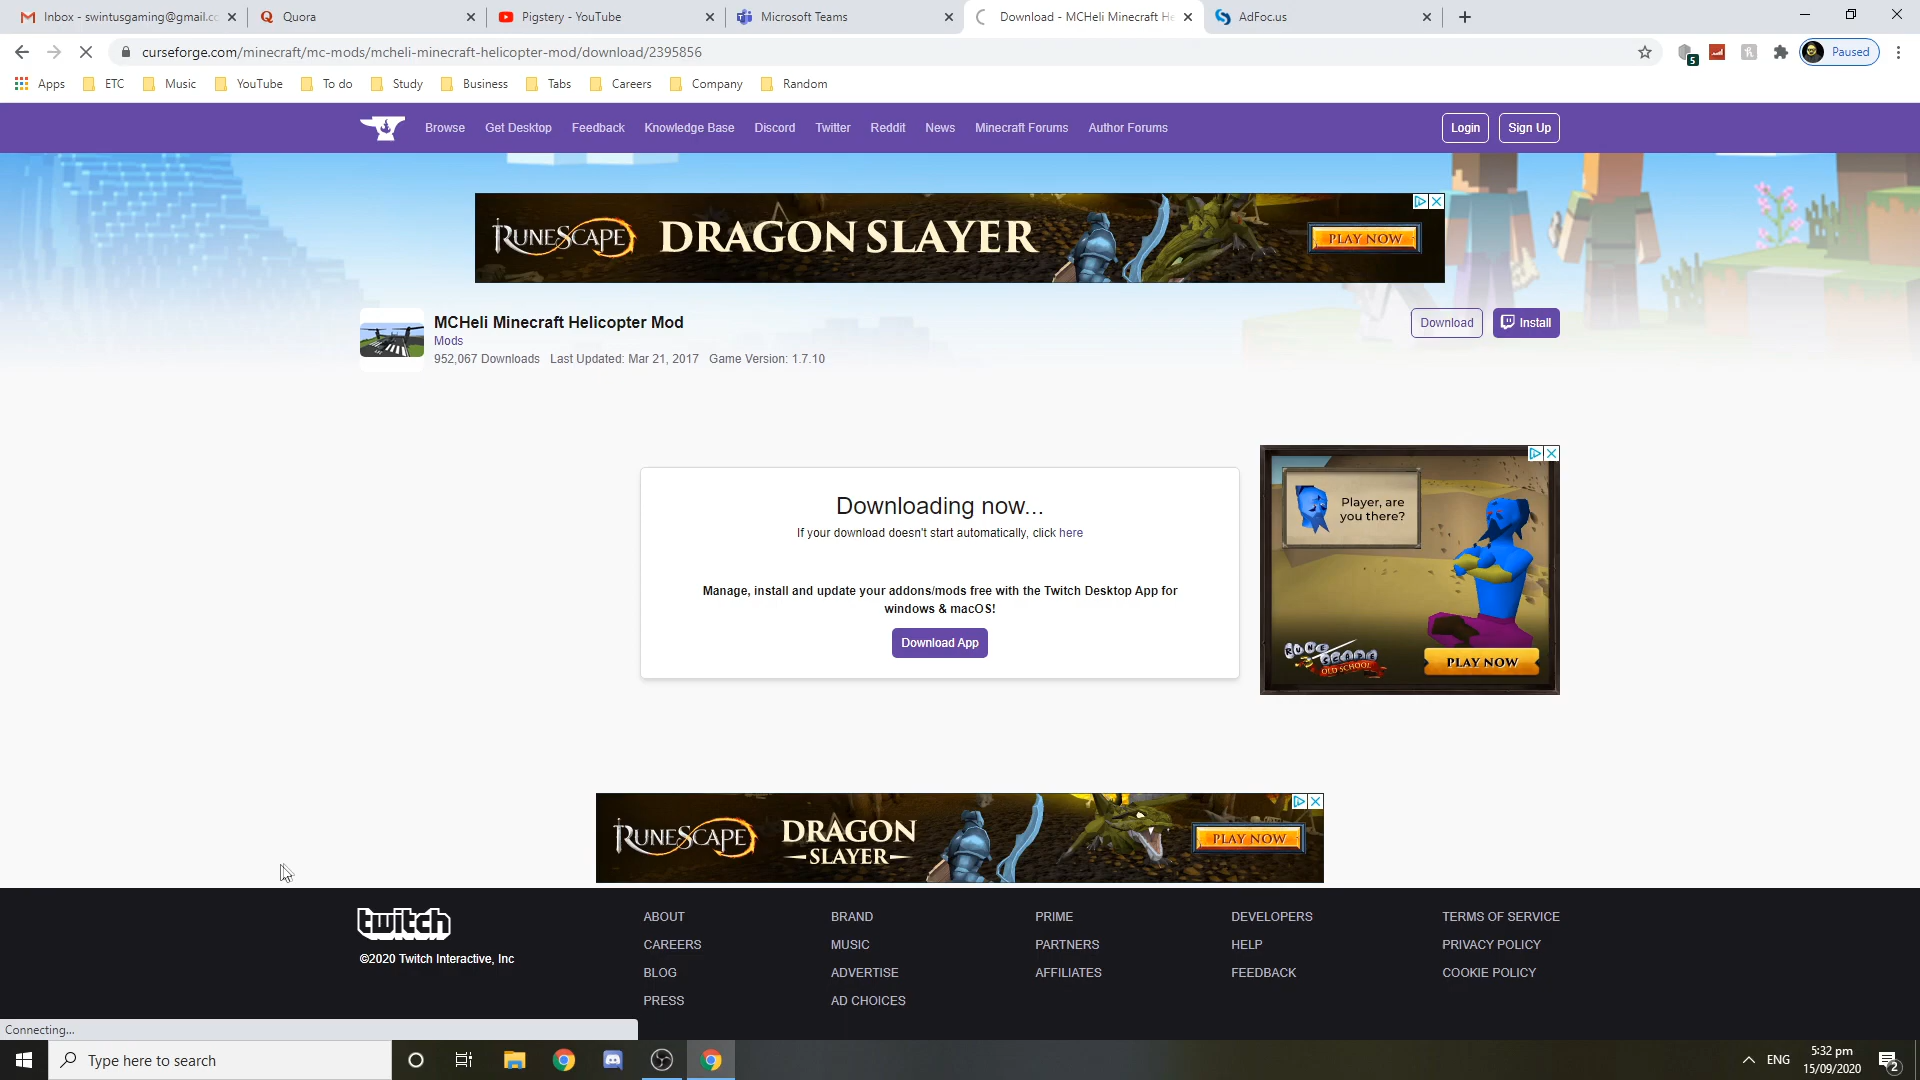 Inbox - swintusgaming@gmail.cc
Quora
Pigstery - YouTube
Microsoft Teams
Download - MCHeli Minecraft He
AdFoc.us
curseforge.com/minecraft/mc-mods/mcheli-minecraft-helicopter-mod/download/2395856
5
Paused
Apps
ETC
Music
YouTube
To do
Study
Business
Tabs
Careers
Company
Random
Browse
Get Desktop
Feedback
Knowledge Base
Discord
Twitter
Reddit
News
Minecraft Forums
Author Forums
Login
Sign Up
RUNESCAPE
DRAGON SLAYER
PLAY NOW
MCHeli Minecraft Helicopter Mod
Mods
952,067 Downloads Last Updated: Mar 21, 2017 Game Version: 1.7.10
Download
Install
Downloading now...
If your download doesn't start automatically, click here
Manage, install and update your addons/mods free with the Twitch Desktop App for
windows & macOS!
Download App
Player, are
you there?
RUNESCAPE
OLD SCHOOL
PLAY NOW
RUNESCAPE
DRAGON
SLAYER
PLAY NOW
twitch
©2020 Twitch Interactive, Inc
ABOUT
CAREERS
BLOG
PRESS
BRAND
MUSIC
ADVERTISE
AD CHOICES
PRIME
PARTNERS
AFFILIATES
DEVELOPERS
HELP
FEEDBACK
TERMS OF SERVICE
PRIVACY POLICY
COOKIE POLICY
Connecting...
Type here to search
ENG
5:32 pm
15/09/2020
2